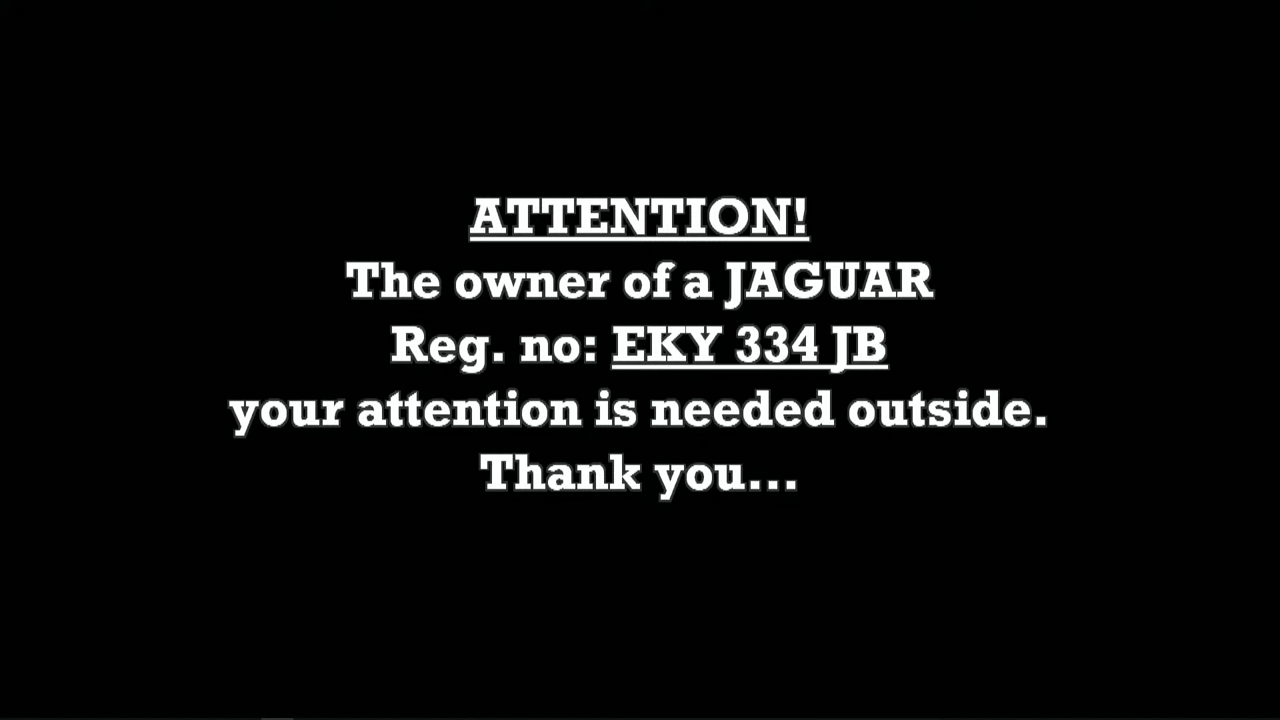 ATTENTION!
The owner of a JAGUAR
Reg. no: EKY 334 JB
your attention is needed outside.
Thank you...